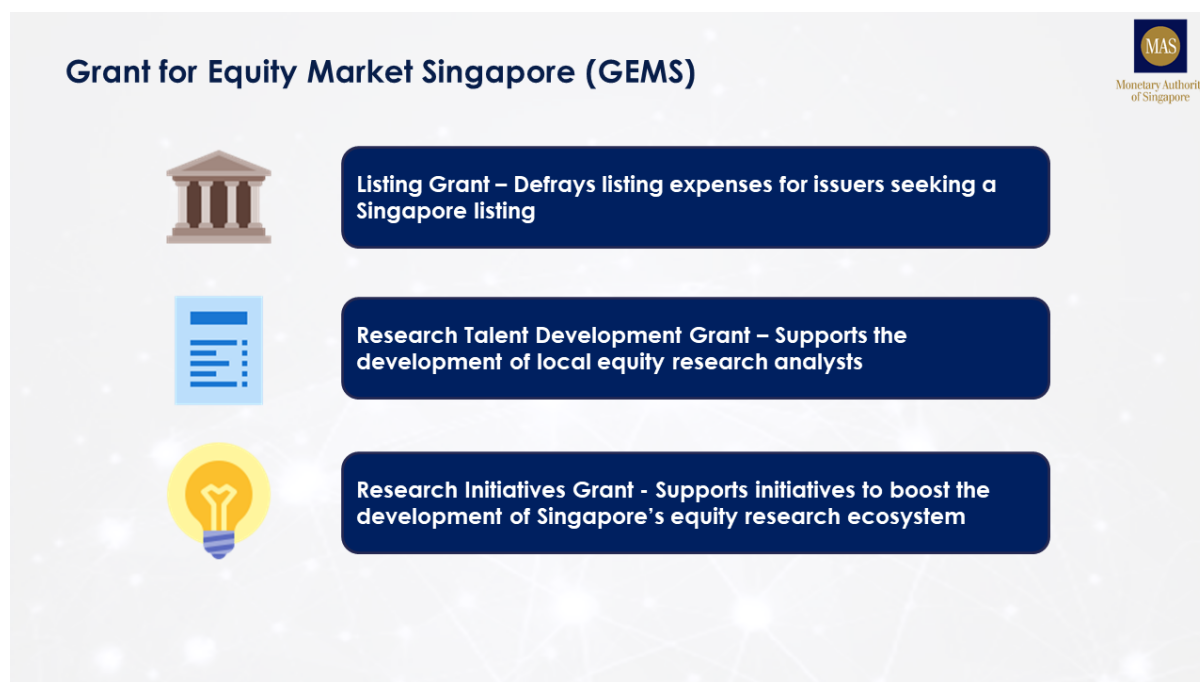 Grant for Equity Market Singapore (GEMS)
MAS
Monetary Authorit
of Singapore
Listing Grant – Defrays listing expenses for issuers seeking a
Singapore listing
Research Talent Development Grant – Supports the
development of local equity research analysts
Research Initiatives Grant - Supports initiatives to boost the
development of Singapore’s equity research ecosystem